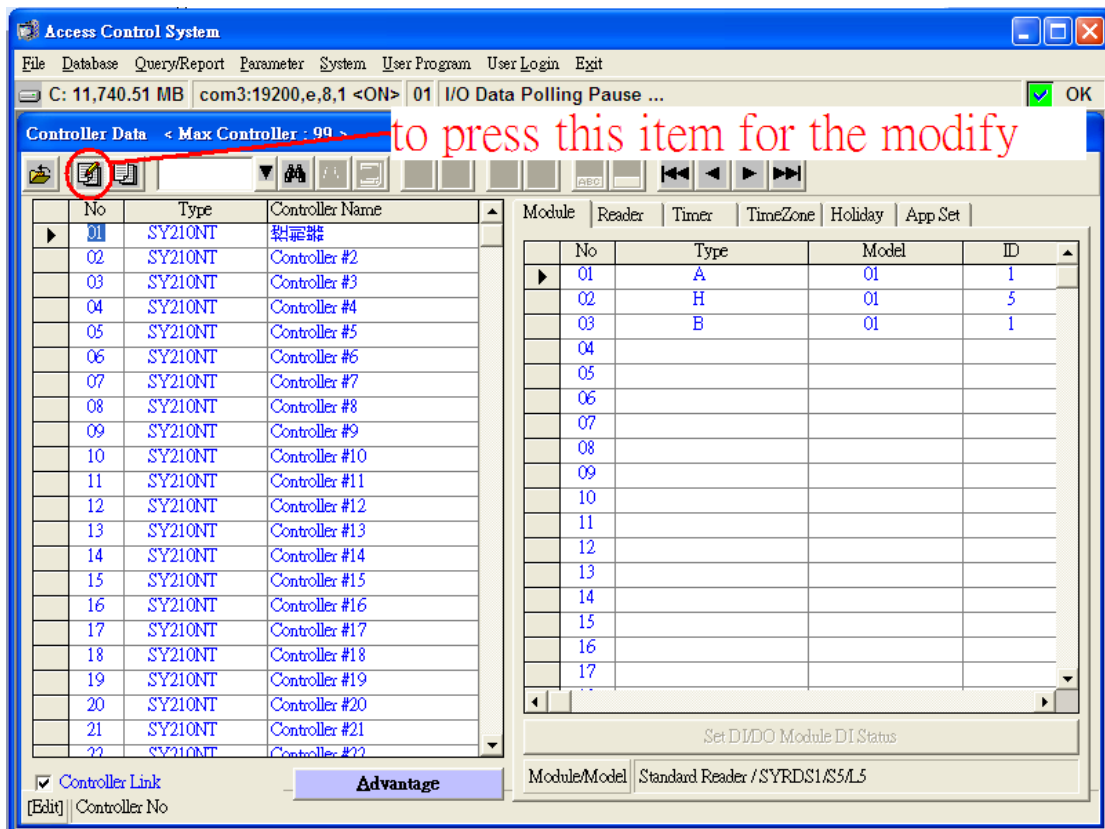 Access Control System
File Database Query/Report Parameter System User Program User Login Exit
C: 11,740.51 MB com3:19200,e,8,1 <ON> 01 I/O Data Polling Pause ... OK
Controller Data < Max Controller : 99 >
to press this item for the modify
ABC
No Type Controller Name
01 SY210NT
02 SY210NT Controller #2
03 SY210NT Controller #3
04 SY210NT Controller #4
05 SY210NT Controller #5
06 SY210NT Controller #6
07 SY210NT Controller #7
08 SY210NT Controller #8
09 SY210NT Controller #9
10 SY210NT Controller #10
11 SY210NT Controller #11
12 SY210NT Controller #12
13 SY210NT Controller #13
14 SY210NT Controller #14
15 SY210NT Controller #15
16 SY210NT Controller #16
17 SY210NT Controller #17
18 SY210NT Controller #18
19 SY210NT Controller #19
20 SY210NT Controller #20
21 SY210NT Controller #21
22 SY210NT Controller #22
Controller Link Advantage
[Edit] Controller No
Module Reader Timer TimeZone Holiday App Set
No Type Model ID
01 A 01 1
02 H 01 5
03 B 01 1
04
05
06
07
08
09
10
11
12
13
14
15
16
17
Set DI/DO Module DI Status
Module/Model Standard Reader / SYRDS1/S5/L5